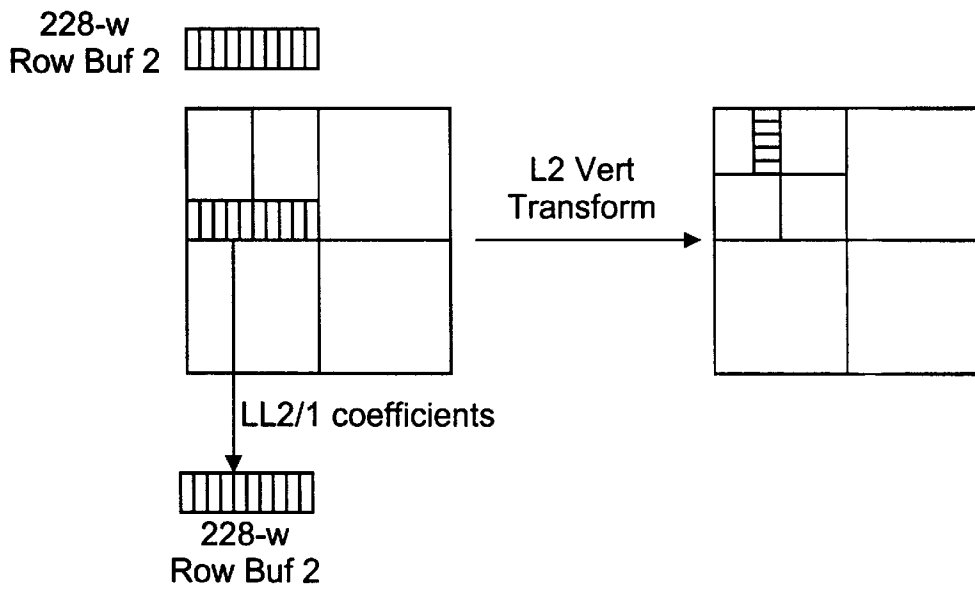 228-w
Row Buf 2
L2 Vert
Transform
LL2/1 coefficients
228-w
Row Buf 2